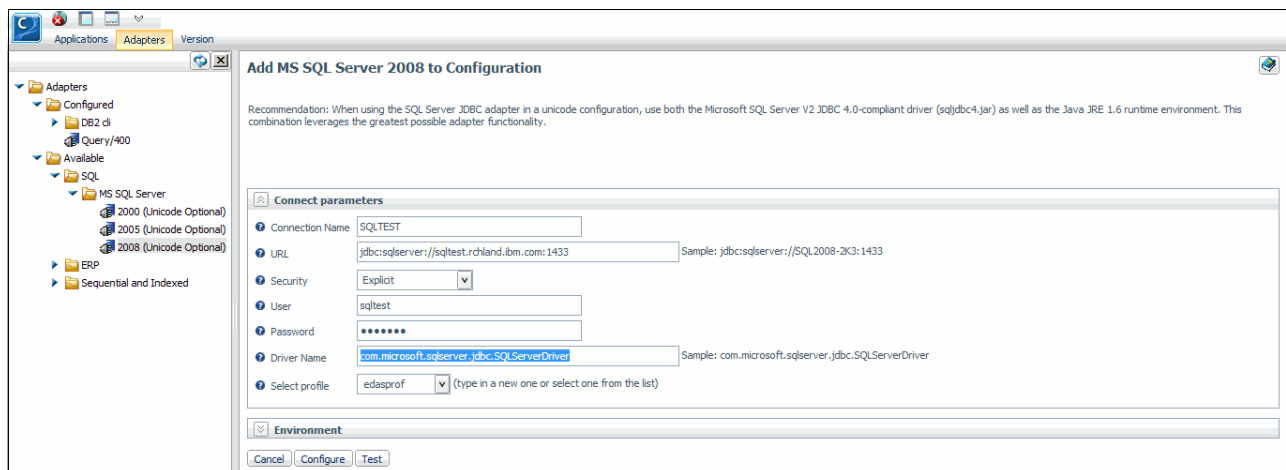 Applications Adapters Version
Adapters
Configured
DB2 cli
Query/400
Available
SQL
MS SQL Server
2000 (Unicode Optional)
2005 (Unicode Optional)
2008 (Unicode Optional)
ERP
Sequential and Indexed
Add MS SQL Server 2008 to Configuration
Recommendation: When using the SQL Server JDBC adapter in a unicode configuration, use both the Microsoft SQL Server V2 JDBC 4.0-compliant driver (sqljdbc4.jar) as well as the Java JRE 1.6 runtime environment. This
combination leverages the greatest possible adapter functionality.
Connect parameters
Connection Name SQLTEST
URL jdbc:sqlserver://sqltest.rchland.ibm.com:1433 Sample: jdbc:sqlserver://SQL2008-2K3:1433
Security Explicit
User sqltest
Password •••••••
Driver Name com.microsoft.sqlserver.jdbc.SQLServerDriver Sample: com.microsoft.sqlserver.jdbc.SQLServerDriver
Select profile edasprof (type in a new one or select one from the list)
Environment
Cancel Configure Test